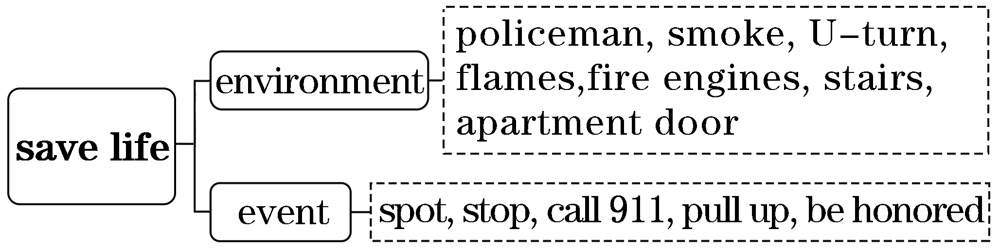 save life
environment
policeman, smoke, U-turn,
flames,fire engines, stairs,
apartment door
event
spot, stop, call 911, pull up, be honored